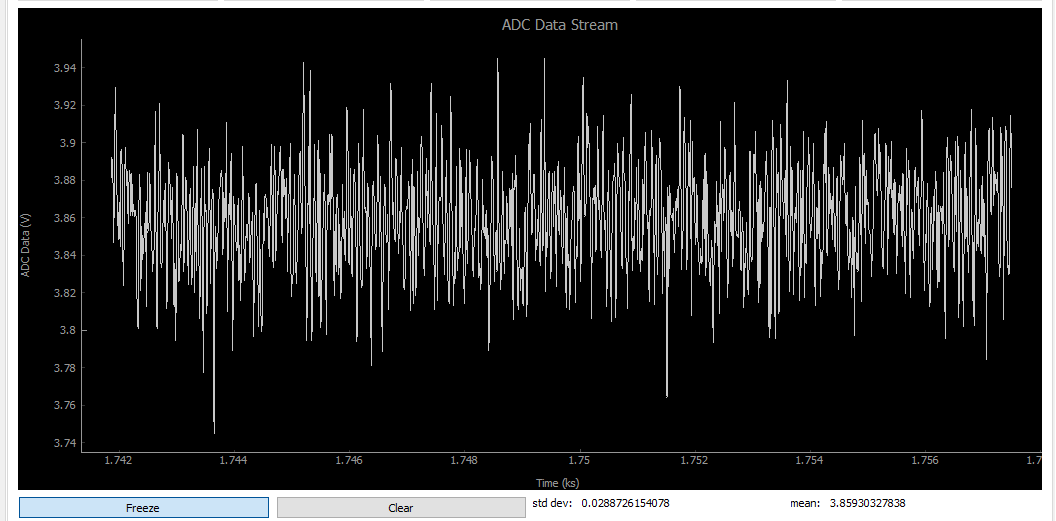 ADC Data Stream
3.94
3.92
3.9
3.88
3.86
3.84
3.82
3.8
3.78
3.76
3.74
ADC Data (V)
1.742 1.744 1.746 1.748 1.75 1.752 1.754 1.756 1.7
Time (ks)
Freeze Clear std dev: 0.0288726154078 mean: 3.85930327838